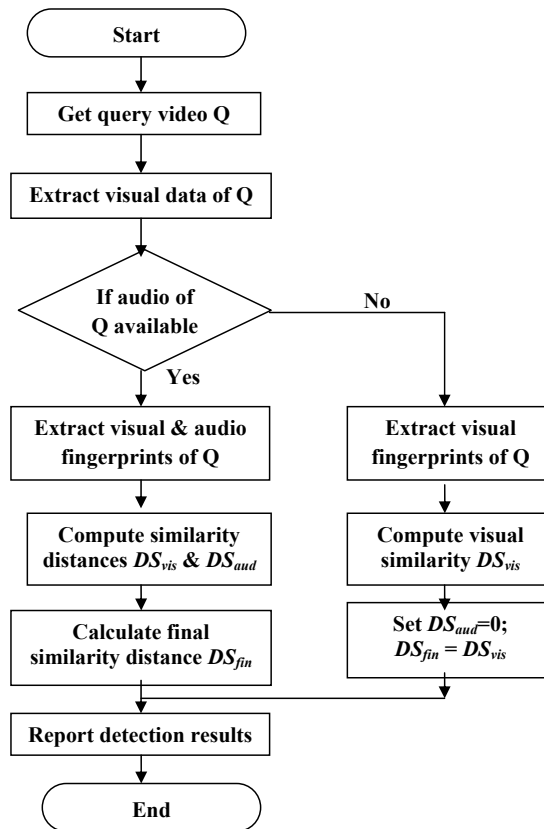 Start
Get query video Q
Extract visual data of Q
If audio of
Q available
No
Yes
Extract visual & audio
fingerprints of Q
Extract visual
fingerprints of Q
Compute similarity
distances DSvis & DSaud
Compute visual
similarity DSvis
Calculate final
similarity distance DSfin
Set DSaud=0;
DSfin = DSvis
Report detection results
End